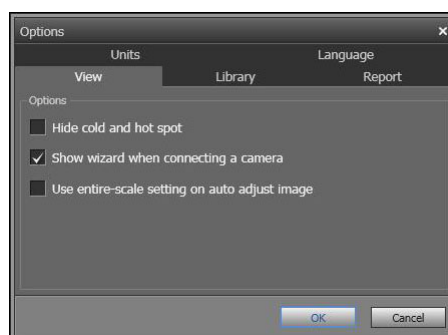 Options
Units Language
View Library Report
Options
Hide cold and hot spot
Show wizard when connecting a camera
Use entire-scale setting on auto adjust image
OK Cancel